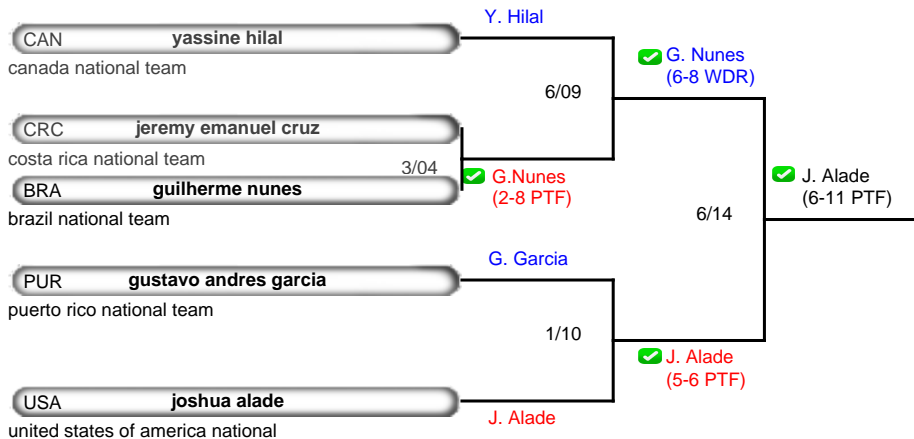 Y. Hilal
CAN yassine hilal
canada national team
G. Nunes
(6-8 WDR)
6/09
CRC jeremy emanuel cruz
costa rica national team
3/04
G.Nunes
(2-8 PTF)
BRA guilherme nunes
brazil national team
J. Alade
(6-11 PTF)
6/14
G. Garcia
PUR gustavo andres garcia
puerto rico national team
1/10
J. Alade
(5-6 PTF)
USA joshua alade
J. Alade
united states of america national